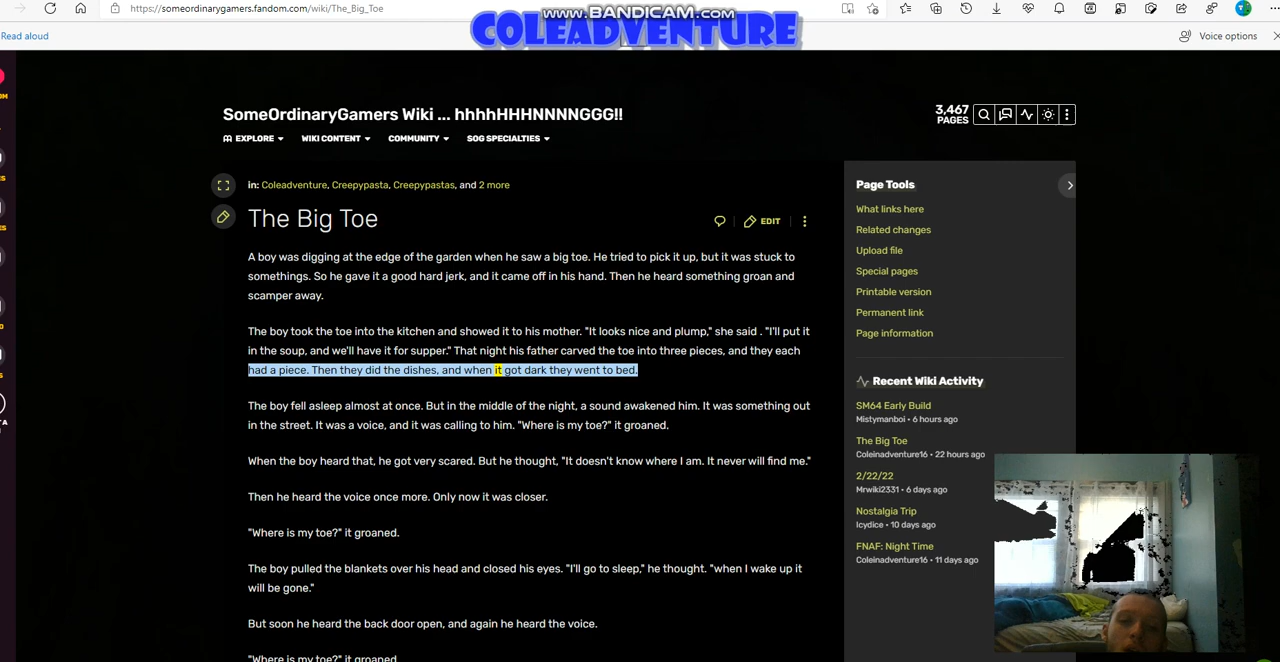 https://someordinarygamers.fandom.com/wiki/The_Big_Toe
www.BANDICAM.com
COLEADVENTURE
Read aloud
Voice options
SomeOrdinaryGamers Wiki ... hhhhHHHNNNNGGG!!
3,467
PAGES
EXPLORE
WIKI CONTENT
COMMUNITY
SOG SPECIALTIES
in: Coleadventure, Creepypasta, Creepypastas, and 2 more
The Big Toe
EDIT
A boy was digging at the edge of the garden when he saw a big toe. He tried to pick it up, but it was stuck to
somethings. So he gave it a good hard jerk, and it came off in his hand. Then he heard something groan and
scamper away.
The boy took the toe into the kitchen and showed it to his mother. "It looks nice and plump," she said . "I'll put it
in the soup, and we'll have it for supper." That night his father carved the toe into three pieces, and they each
had a piece. Then they did the dishes, and when it got dark they went to bed.
The boy fell asleep almost at once. But in the middle of the night, a sound awakened him. It was something out
in the street. It was a voice, and it was calling to him. "Where is my toe?" it groaned.
When the boy heard that, he got very scared. But he thought, "It doesn't know where I am. It never will find me."
Then he heard the voice once more. Only now it was closer.
"Where is my toe?" it groaned.
The boy pulled the blankets over his head and closed his eyes. "I'll go to sleep," he thought. "when I wake up it
will be gone."
But soon he heard the back door open, and again he heard the voice.
"Where is my toe?" it groaned.
Page Tools
What links here
Related changes
Upload file
Special pages
Printable version
Permanent link
Page information
Recent Wiki Activity
SM64 Early Build
Mistymanboi • 6 hours ago
The Big Toe
Coleinadventure16 • 22 hours ago
2/22/22
Mrwiki2331 • 6 days ago
Nostalgia Trip
Icydice • 10 days ago
FNAF: Night Time
Coleinadventure16 • 11 days ago